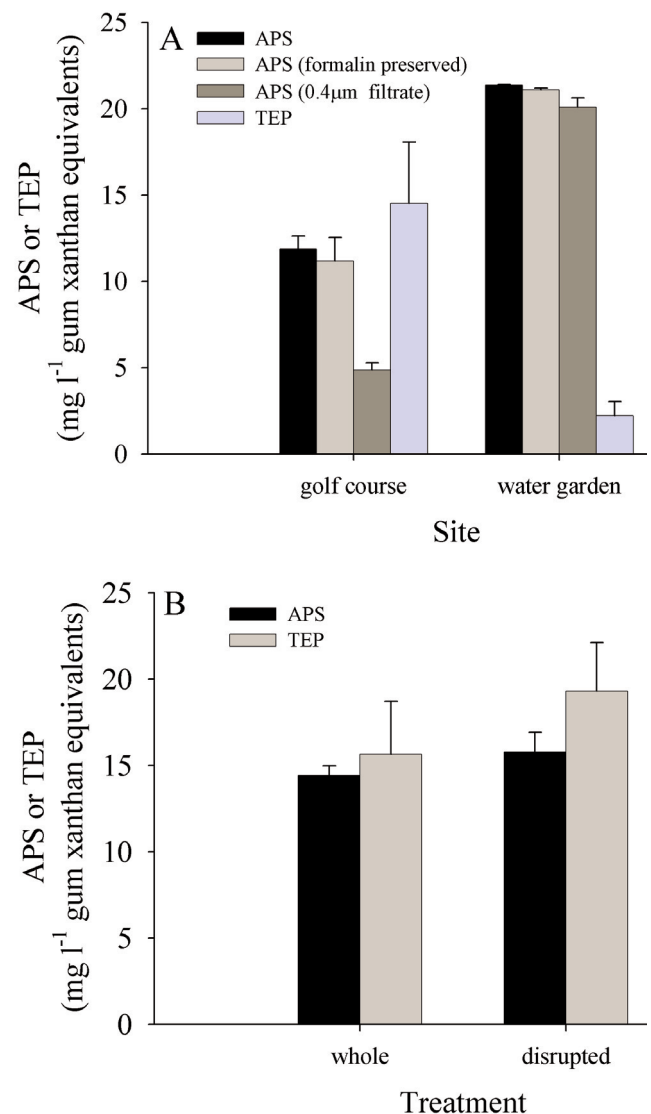 A
APS
APS (formalin preserved)
APS (0.4μm filtrate)
TEP
25
20
15
10
5
0
APS or TEP
(mg l⁻¹ gum xanthan equivalents)
golf course water garden
Site
B
APS
TEP
25
20
15
10
5
0
APS or TEP
(mg l⁻¹ gum xanthan equivalents)
whole disrupted
Treatment